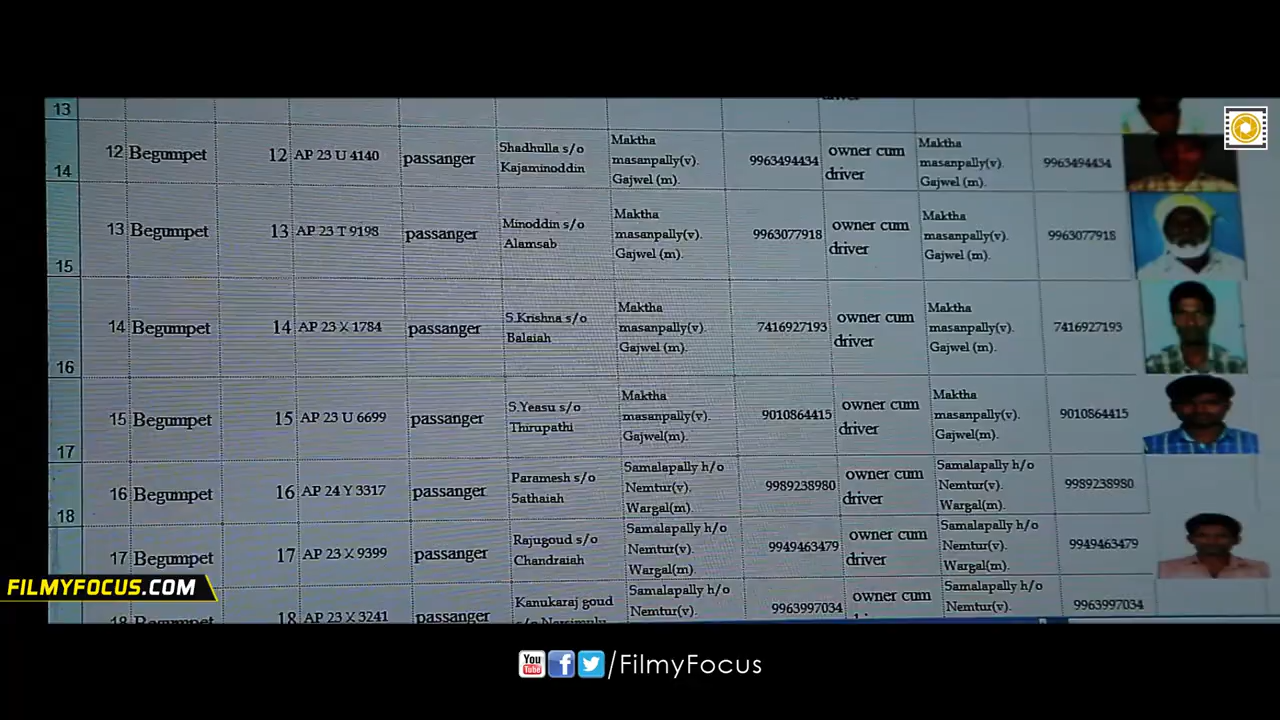 13
driver
14
12 Begumpet 12 AP 23 U 4140 passanger Shadhulla s/o Kajaminoddin Maktha masanpally(v). Gajwel (m). 9963494434 owner cum driver Maktha masanpally(v). Gajwel (m). 9963494434
15
13 Begumpet 13 AP 23 T 9198 passanger Minoddin s/o Alamsab Maktha masanpally(v). Gajwel (m). 9963077918 owner cum driver Maktha masanpally(v). Gajwel (m). 9963077918
16
14 Begumpet 14 AP 23 X 1784 passanger S.Krishna s/o Balaiah Maktha masanpally(v). Gajwel (m). 7416927193 owner cum driver Maktha masanpally(v). Gajwel (m). 7416927193
17
15 Begumpet 15 AP 23 U 6699 passanger S.Yeasu s/o Thirupathi Maktha masanpally(v). Gajwel(m). 9010864415 owner cum driver Maktha masanpally(v). Gajwel(m). 9010864415
18
16 Begumpet 16 AP 24 Y 3317 passanger Paramesh s/o Sathaiah Samalapally h/o Nemtur(v). Wargal(m). 9989238980 owner cum driver Samalapally h/o Nemtur(v). Wargal(m). 9989238980
17 Begumpet 17 AP 23 X 9399 passanger Rajugoud s/o Chandraiah Samalapally h/o Nemtur(v). Wargal(m). 9949463479 owner cum driver Samalapally h/o Nemtur(v). Wargal(m). 9949463479
18 Begumpet 18 AP 23 X 3241 passanger Kanukaraj goud s/o Narsimulu Samalapally h/o Nemtur(v). 9963997034 owner cum Samalapally h/o Nemtur(v). 9963997034
FILMYFOCUS.COM
You Tube f /FilmyFocus